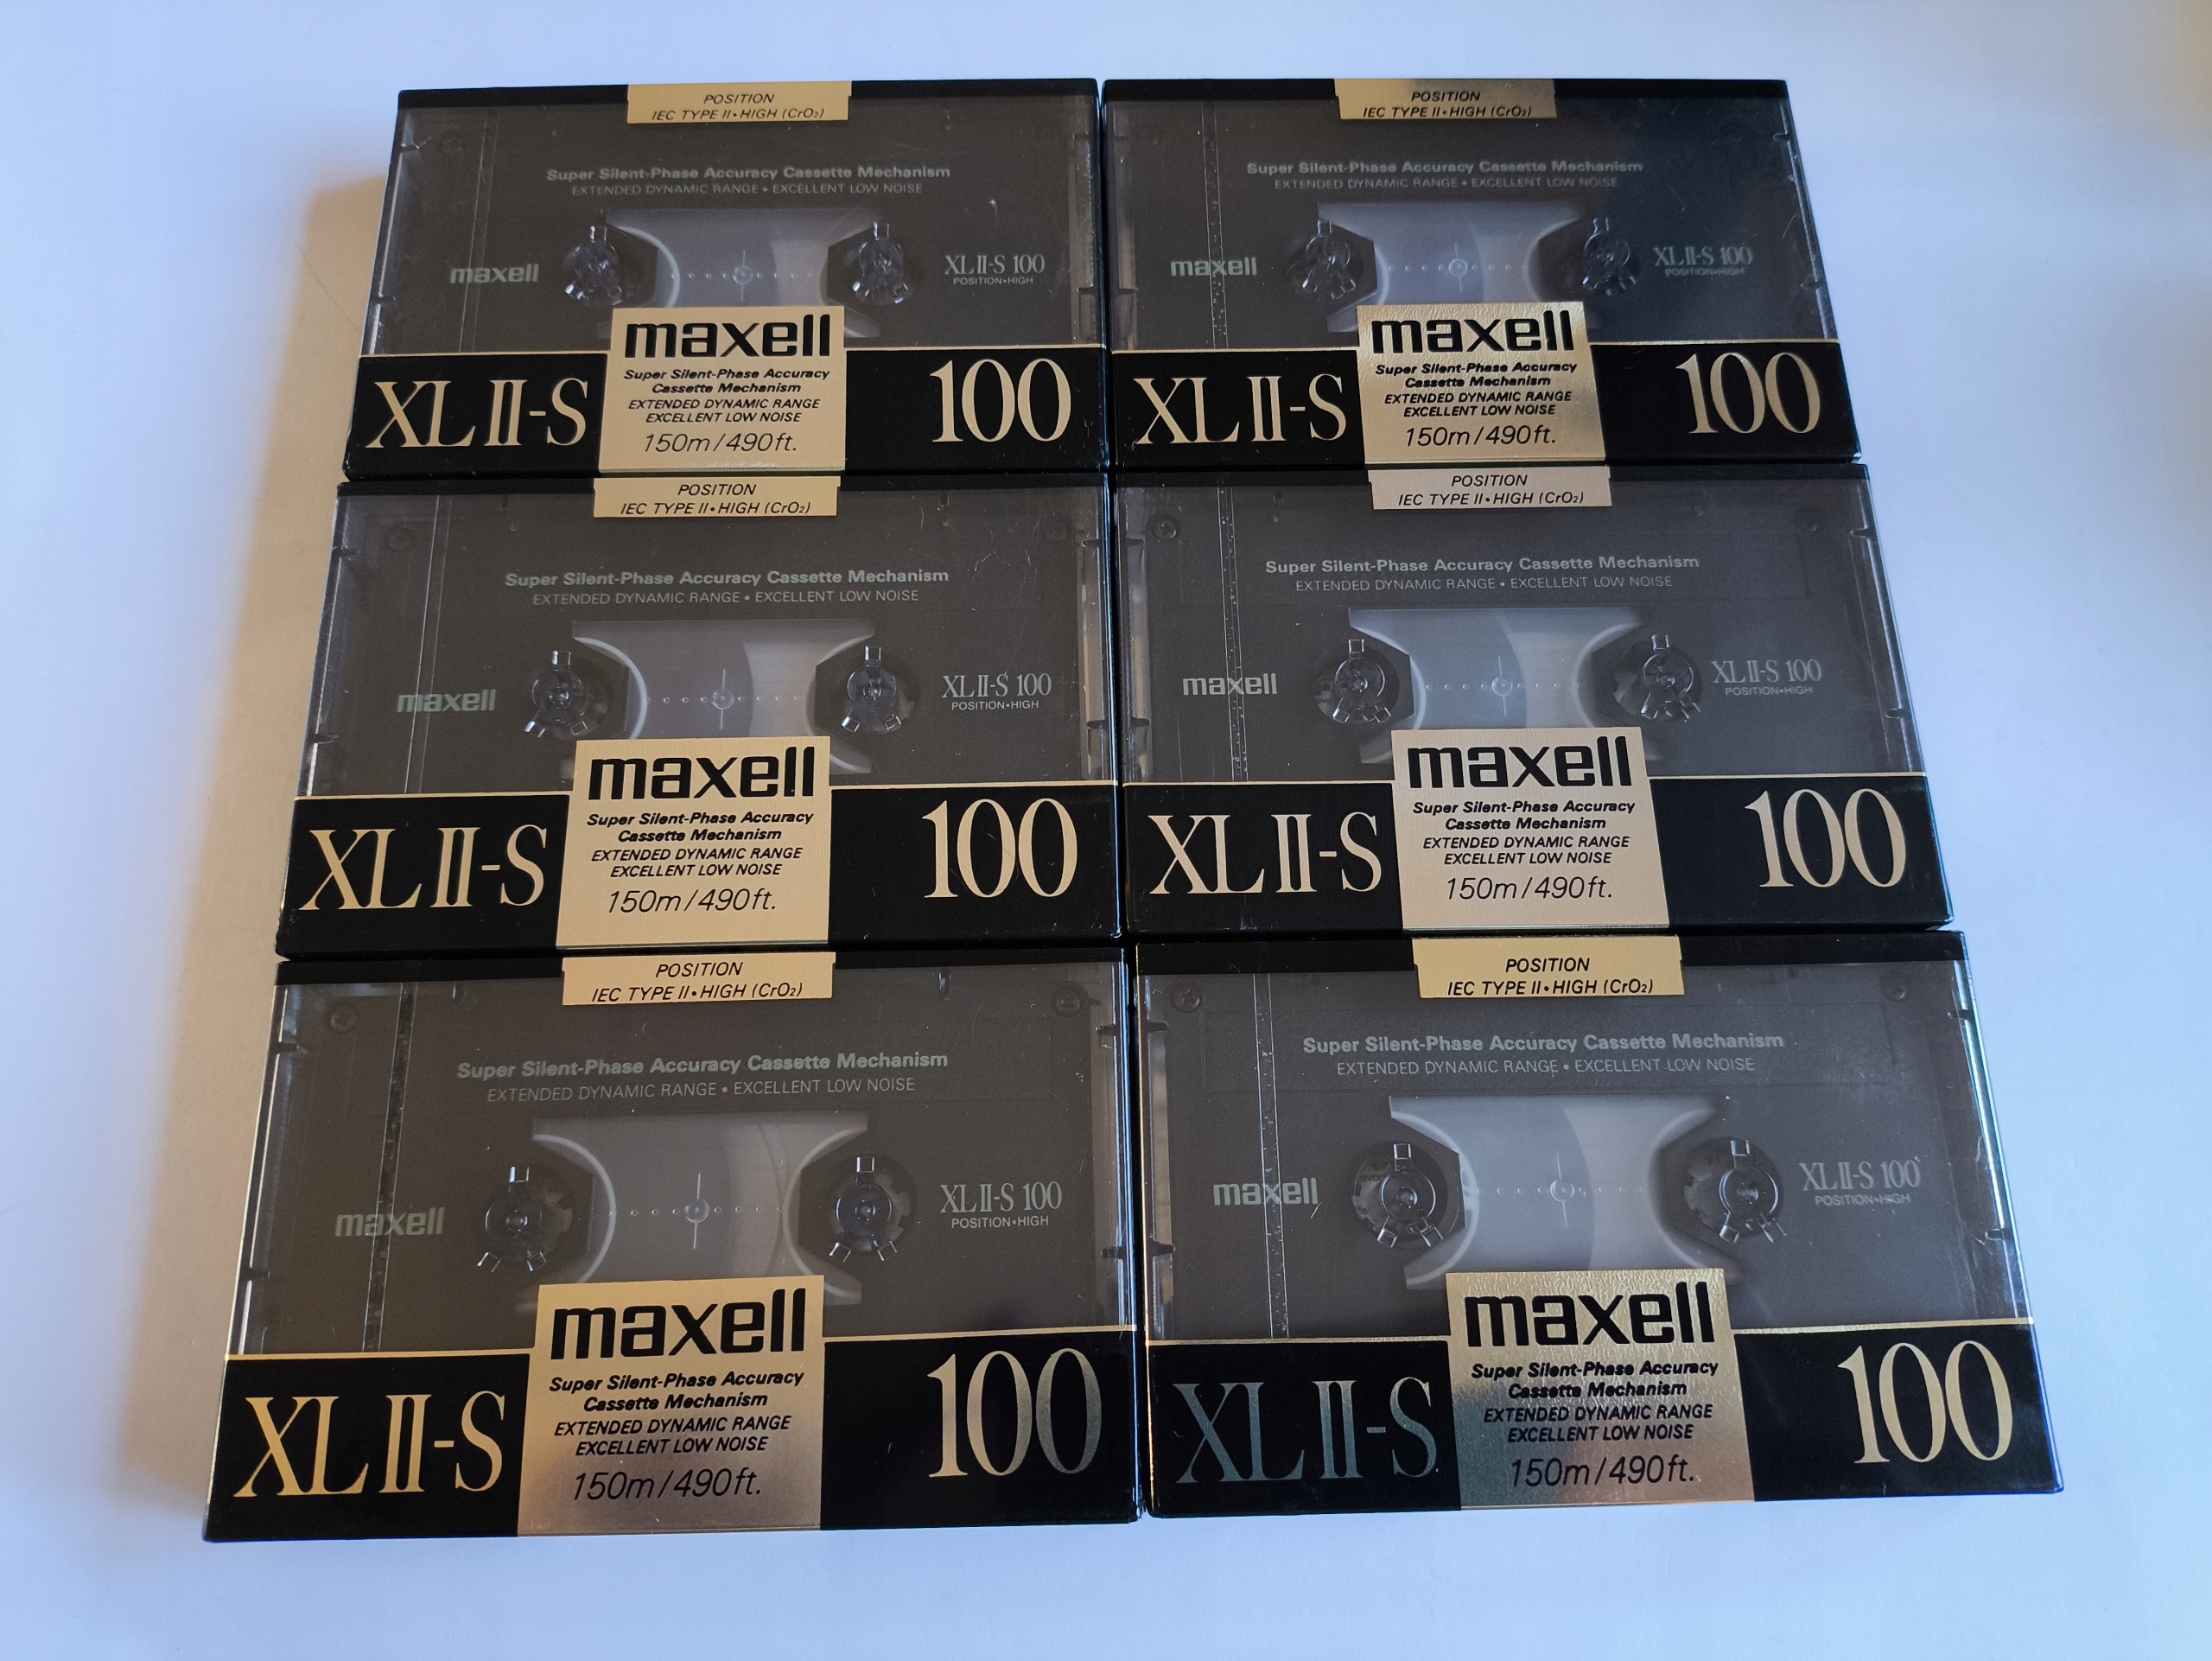 POSITION
IEC TYPE II•HIGH (CrO₂)
Super Silent-Phase Accuracy Cassette Mechanism
EXTENDED DYNAMIC RANGE • EXCELLENT LOW NOISE
maxell
XL II-S 100
POSITION•HIGH
maxell
Super Silent-Phase Accuracy
Cassette Mechanism
EXTENDED DYNAMIC RANGE
EXCELLENT LOW NOISE
150m/490ft.
XL II-S
100
POSITION
IEC TYPE II•HIGH (CrO₂)
Super Silent-Phase Accuracy Cassette Mechanism
EXTENDED DYNAMIC RANGE • EXCELLENT LOW NOISE
maxell
XL II-S 100
POSITION•HIGH
maxell
Super Silent-Phase Accuracy
Cassette Mechanism
EXTENDED DYNAMIC RANGE
EXCELLENT LOW NOISE
150m/490ft.
XL II-S
100
POSITION
IEC TYPE II•HIGH (CrO₂)
Super Silent-Phase Accuracy Cassette Mechanism
EXTENDED DYNAMIC RANGE • EXCELLENT LOW NOISE
maxell
XL II-S 100
POSITION•HIGH
maxell
Super Silent-Phase Accuracy
Cassette Mechanism
EXTENDED DYNAMIC RANGE
EXCELLENT LOW NOISE
150m/490ft.
XL II-S
100
POSITION
IEC TYPE II•HIGH (CrO₂)
Super Silent-Phase Accuracy Cassette Mechanism
EXTENDED DYNAMIC RANGE • EXCELLENT LOW NOISE
maxell
XL II-S 100
POSITION•HIGH
maxell
Super Silent-Phase Accuracy
Cassette Mechanism
EXTENDED DYNAMIC RANGE
EXCELLENT LOW NOISE
150m/490ft.
XL II-S
100
POSITION
IEC TYPE II•HIGH (CrO₂)
Super Silent-Phase Accuracy Cassette Mechanism
EXTENDED DYNAMIC RANGE • EXCELLENT LOW NOISE
maxell
XL II-S 100
POSITION•HIGH
maxell
Super Silent-Phase Accuracy
Cassette Mechanism
EXTENDED DYNAMIC RANGE
EXCELLENT LOW NOISE
150m/490ft.
XL II-S
100
POSITION
IEC TYPE II•HIGH (CrO₂)
Super Silent-Phase Accuracy Cassette Mechanism
EXTENDED DYNAMIC RANGE • EXCELLENT LOW NOISE
maxell
XL II-S 100
POSITION•HIGH
maxell
Super Silent-Phase Accuracy
Cassette Mechanism
EXTENDED DYNAMIC RANGE
EXCELLENT LOW NOISE
150m/490ft.
XL II-S
100